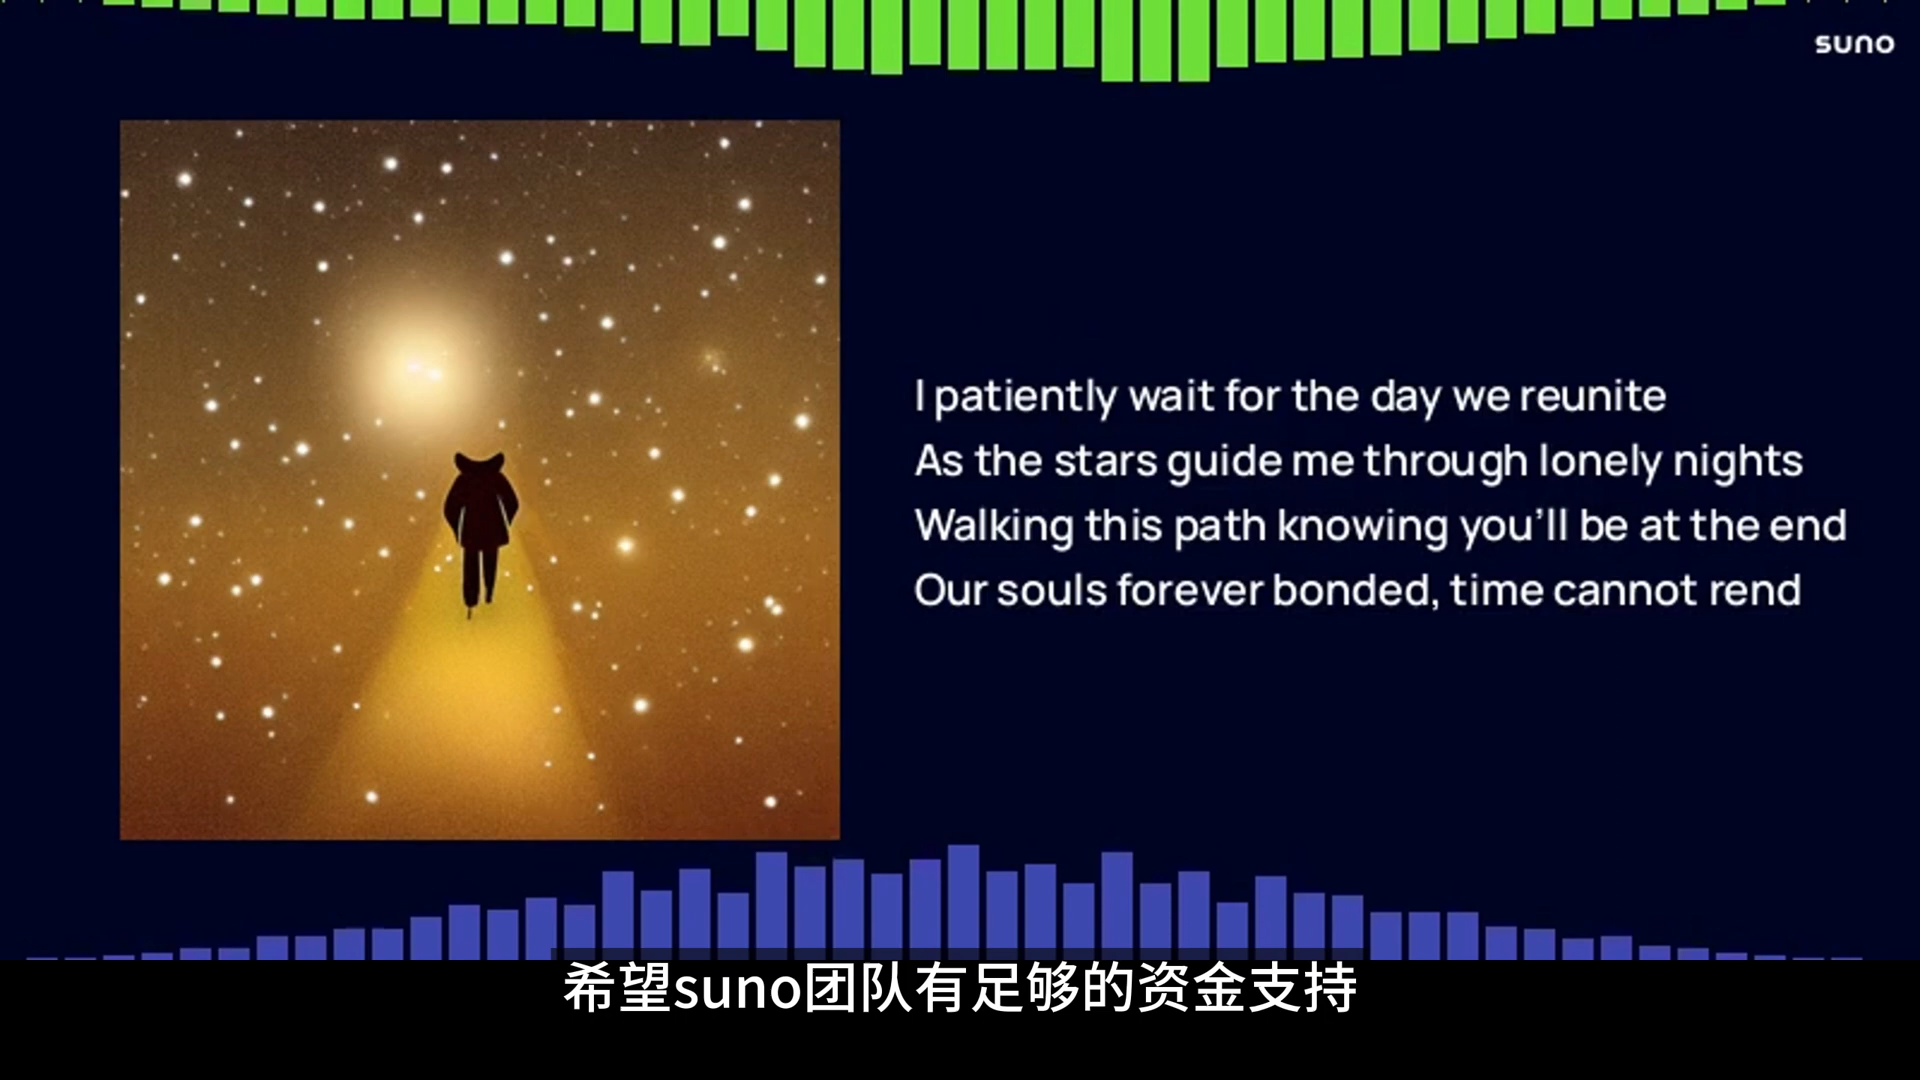 suno
I patiently wait for the day we reunite
As the stars guide me through lonely nights
Walking this path knowing you'll be at the end
Our souls forever bonded, time cannot rend
希望suno团队有足够的资金支持